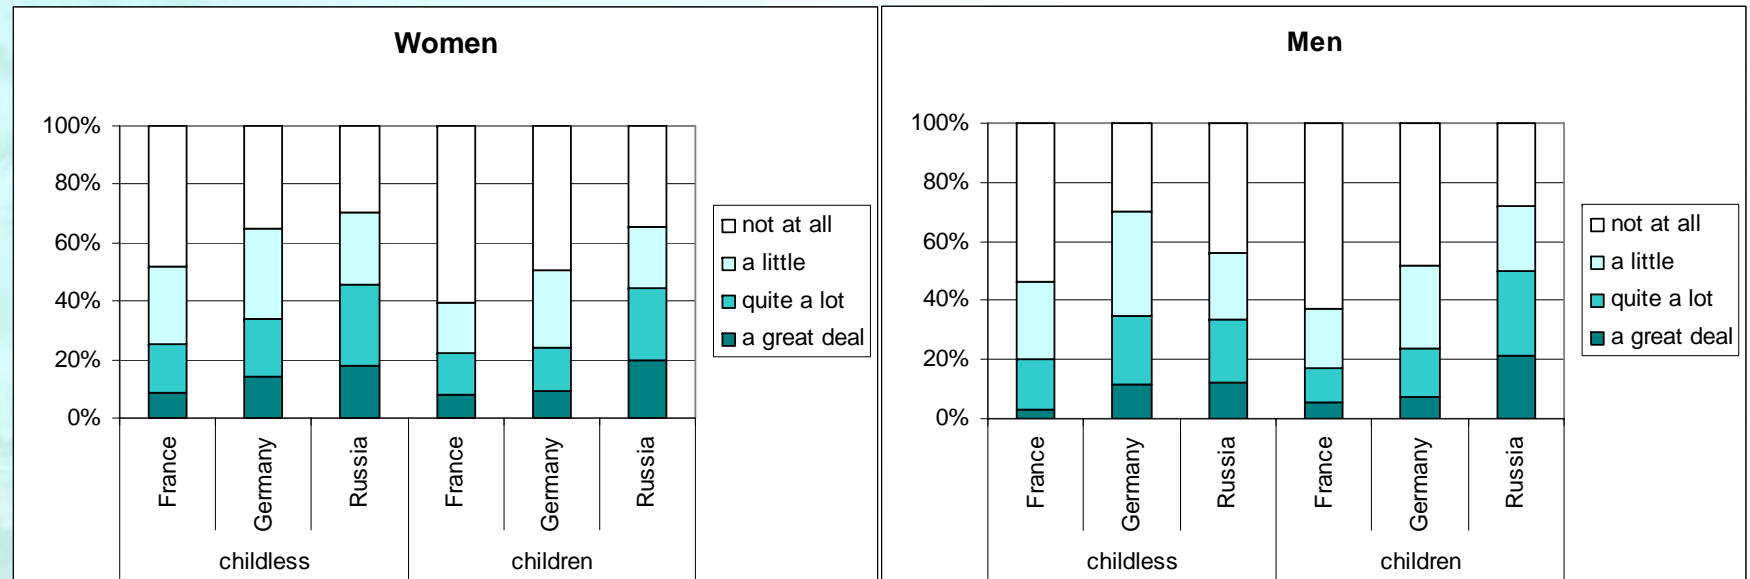 Women
100%
80%
60%
40%
20%
0%
France
Germany
Russia
France
Germany
Russia
childless
children
not at all
a little
quite a lot
a great deal
Men
100%
80%
60%
40%
20%
0%
France
Germany
Russia
France
Germany
Russia
childless
children
not at all
a little
quite a lot
a great deal